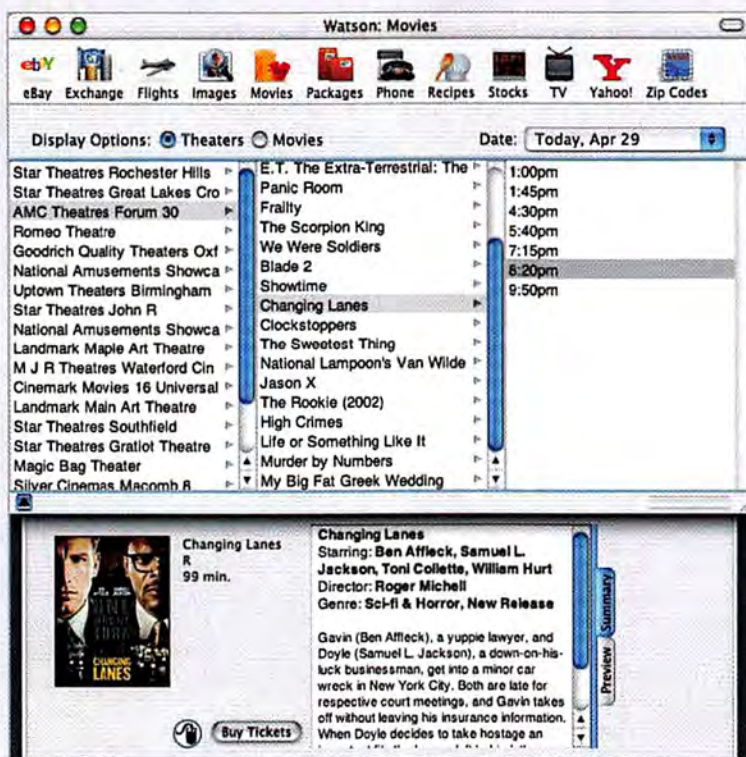 Watson: Movies
ebY
eBay Exchange Flights Images Movies Packages Phone Recipes Stocks TV Yahoo! Zip Codes
Display Options: Theaters Movies Date: Today, Apr 29
Star Theatres Rochester Hills
Star Theatres Great Lakes Cro
AMC Theatres Forum 30
Romeo Theatre
Goodrich Quality Theaters Oxf
National Amusements Showca
Uptown Theaters Birmingham
Star Theatres John R
National Amusements Showca
Landmark Maple Art Theatre
M J R Theatres Waterford Cin
Cinemark Movies 16 Universal
Landmark Main Art Theatre
Star Theatres Southfield
Star Theatres Gratiot Theatre
Magic Bag Theater
Silver Cinemas Macomb 8
E.T. The Extra-Terrestrial: The
Panic Room
Frailty
The Scorpion King
We Were Soldiers
Blade 2
Showtime
Changing Lanes
Clockstoppers
The Sweetest Thing
National Lampoon's Van Wilde
Jason X
The Rookie (2002)
High Crimes
Life or Something Like It
Murder by Numbers
My Big Fat Greek Wedding
1:00pm
1:45pm
4:30pm
5:40pm
7:15pm
8:20pm
9:50pm
CHANGING
LANES
Changing Lanes
R
99 min.
Buy Tickets
Changing Lanes
Starring: Ben Affleck, Samuel L.
Jackson, Toni Collette, William Hurt
Director: Roger Michell
Genre: Sci-fi & Horror, New Release
Gavin (Ben Affleck), a yuppie lawyer, and
Doyle (Samuel L. Jackson), a down-on-his-
luck businessman, get into a minor car
wreck in New York City. Both are late for
respective court meetings, and Gavin takes
off without leaving his insurance information.
When Doyle decides to take hostage an
Summary
Preview